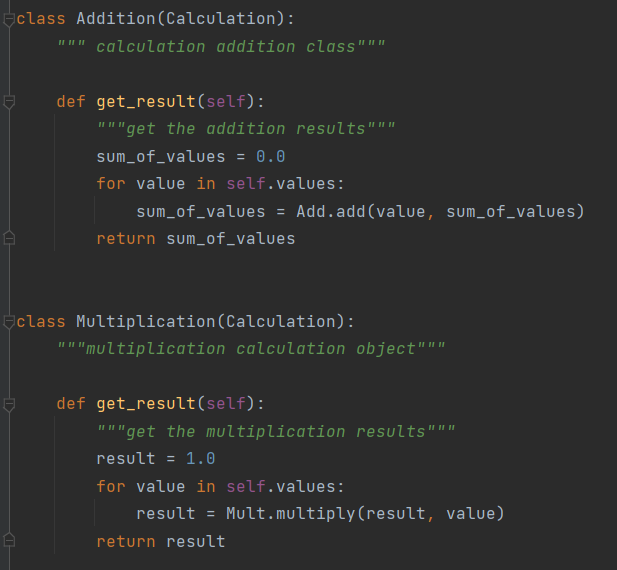 class Addition(Calculation):
    """ calculation addition class"""
    def get_result(self):
        """get the addition results"""
        sum_of_values = 0.0
        for value in self.values:
            sum_of_values = Add.add(value, sum_of_values)
        return sum_of_values
class Multiplication(Calculation):
    """multiplication calculation object"""
    def get_result(self):
        """get the multiplication results"""
        result = 1.0
        for value in self.values:
            result = Mult.multiply(result, value)
        return result